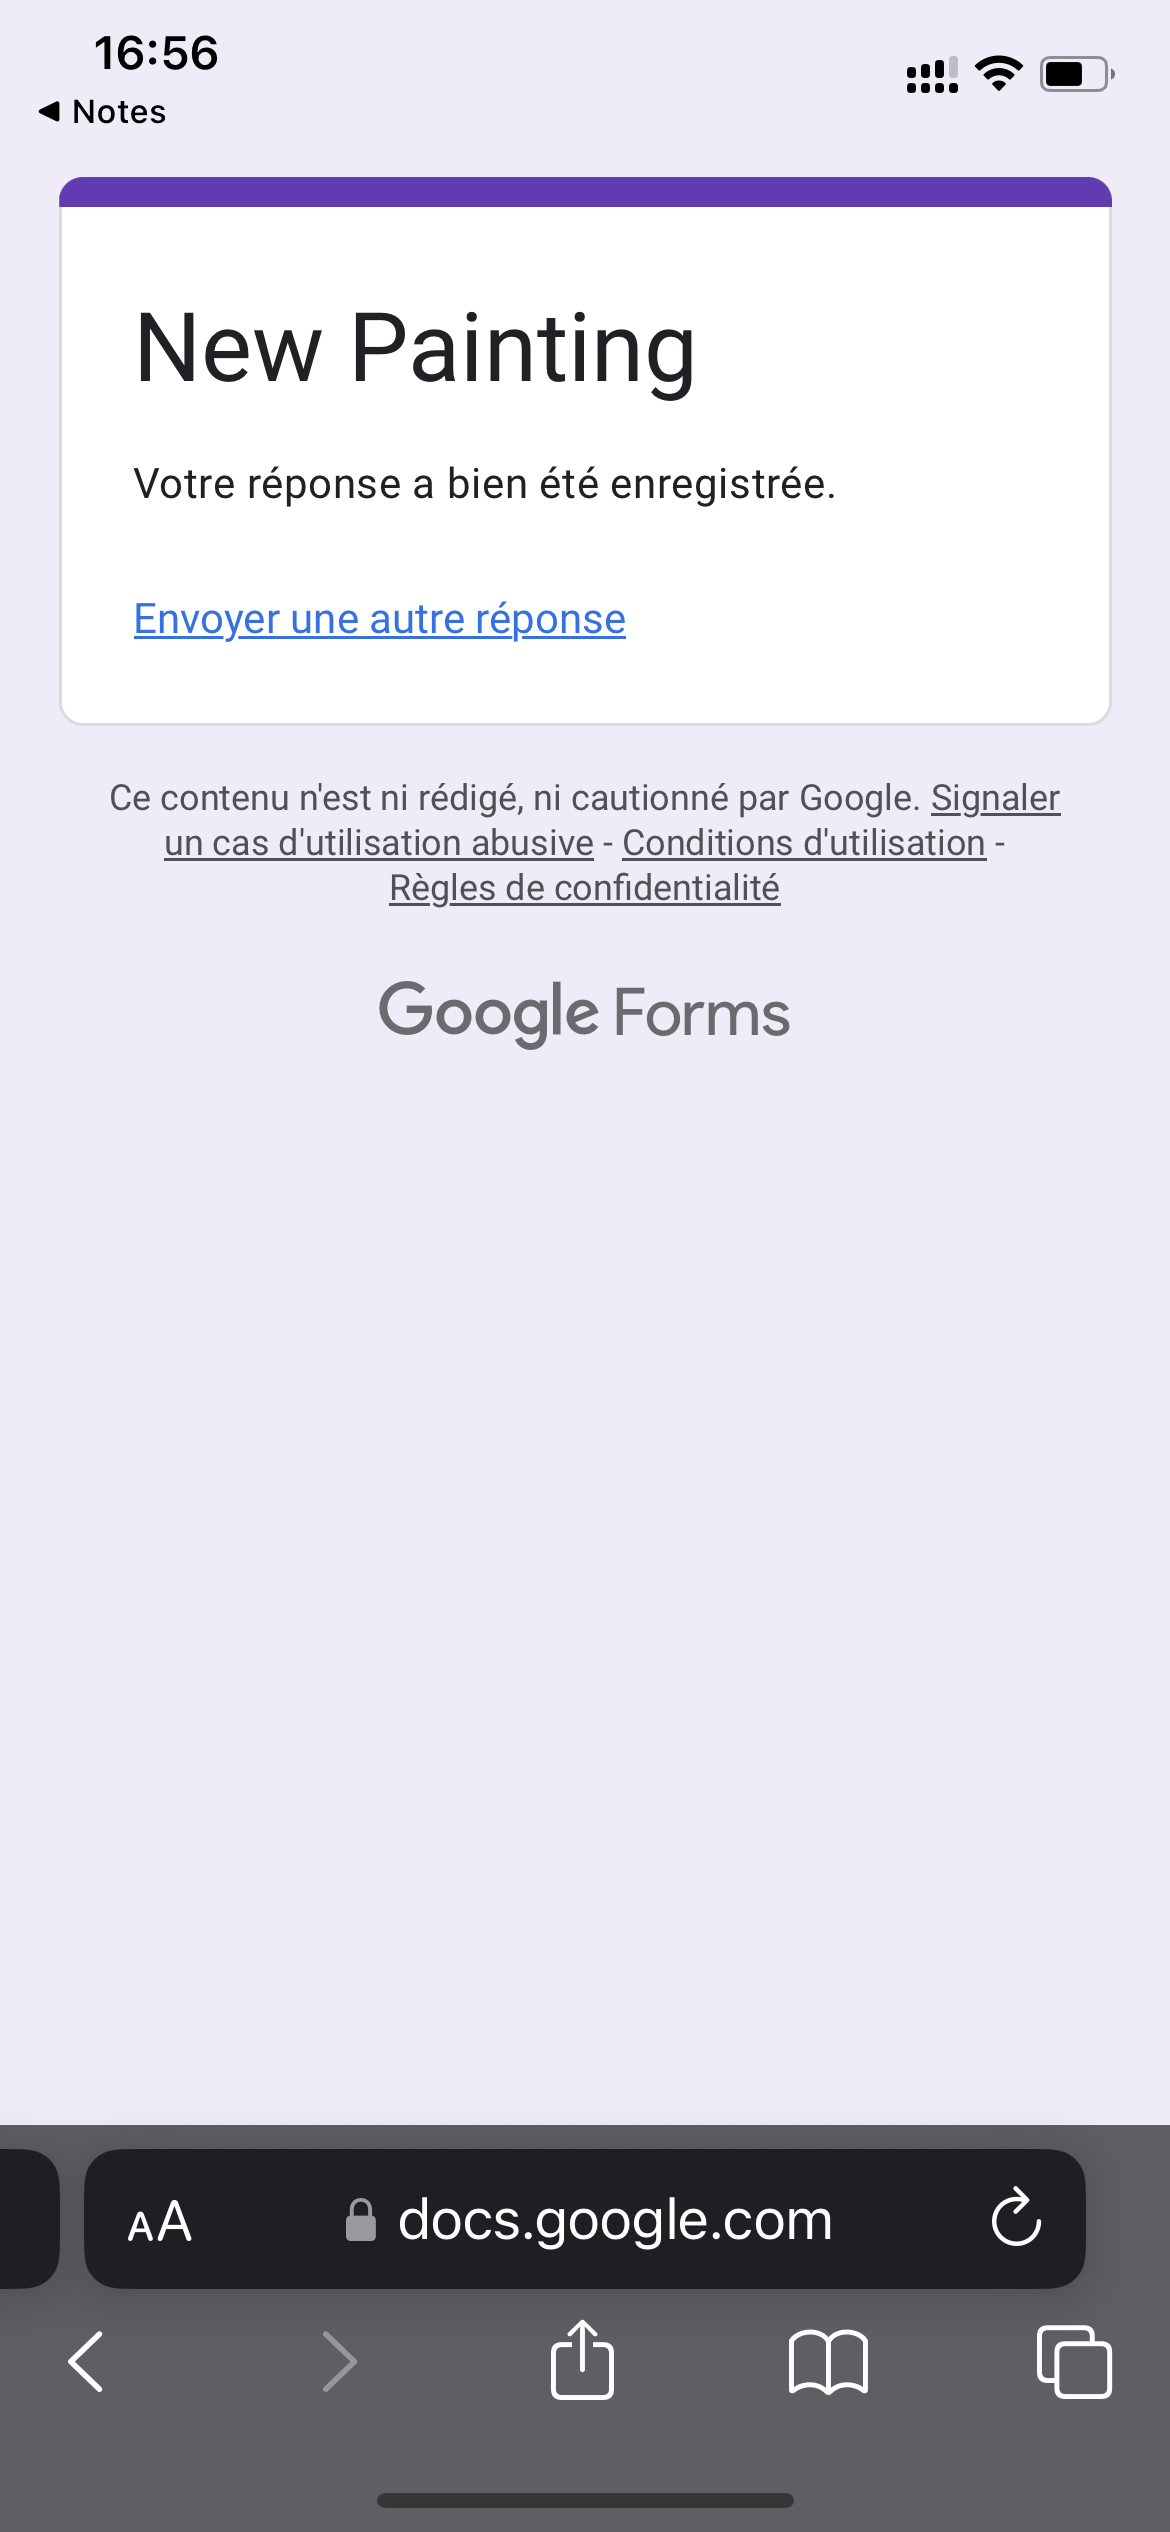 16:56
Notes
New Painting
Votre réponse a bien été enregistrée.
Envoyer une autre réponse
Ce contenu n'est ni rédigé, ni cautionné par Google. Signaler
un cas d'utilisation abusive - Conditions d'utilisation -
Règles de confidentialité
Google Forms
AA docs.google.com